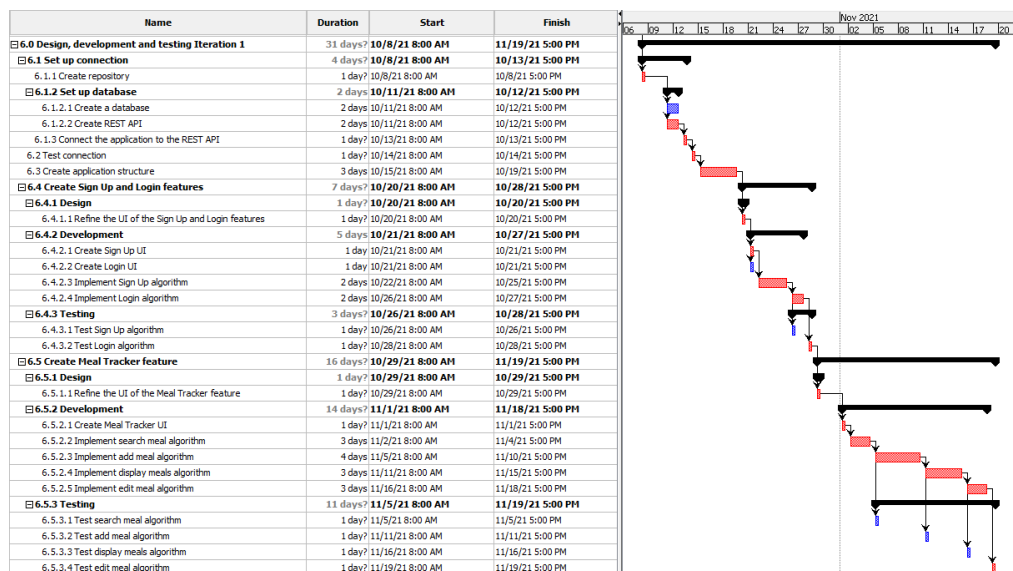 Name Duration Start Finish
Nov 2021
06 09 12 15 18 21 24 27 30 02 05 08 11 14 17 20
6.0 Design, development and testing Iteration 1 31 days? 10/8/21 8:00 AM 11/19/21 5:00 PM
6.1 Set up connection 4 days? 10/8/21 8:00 AM 10/13/21 5:00 PM
6.1.1 Create repository 1 day? 10/8/21 8:00 AM 10/8/21 5:00 PM
6.1.2 Set up database 2 days 10/11/21 8:00 AM 10/12/21 5:00 PM
6.1.2.1 Create a database 2 days 10/11/21 8:00 AM 10/12/21 5:00 PM
6.1.2.2 Create REST API 2 days 10/11/21 8:00 AM 10/12/21 5:00 PM
6.1.3 Connect the application to the REST API 1 day? 10/13/21 8:00 AM 10/13/21 5:00 PM
6.2 Test connection 1 day? 10/14/21 8:00 AM 10/14/21 5:00 PM
6.3 Create application structure 3 days 10/15/21 8:00 AM 10/19/21 5:00 PM
6.4 Create Sign Up and Login features 7 days? 10/20/21 8:00 AM 10/28/21 5:00 PM
6.4.1 Design 1 day? 10/20/21 8:00 AM 10/20/21 5:00 PM
6.4.1.1 Refine the UI of the Sign Up and Login features 1 day? 10/20/21 8:00 AM 10/20/21 5:00 PM
6.4.2 Development 5 days 10/21/21 8:00 AM 10/27/21 5:00 PM
6.4.2.1 Create Sign Up UI 1 day 10/21/21 8:00 AM 10/21/21 5:00 PM
6.4.2.2 Create Login UI 1 day 10/21/21 8:00 AM 10/21/21 5:00 PM
6.4.2.3 Implement Sign Up algorithm 2 days 10/22/21 8:00 AM 10/25/21 5:00 PM
6.4.2.4 Implement Login algorithm 2 days 10/26/21 8:00 AM 10/27/21 5:00 PM
6.4.3 Testing 3 days? 10/26/21 8:00 AM 10/28/21 5:00 PM
6.4.3.1 Test Sign Up algorithm 1 day? 10/26/21 8:00 AM 10/26/21 5:00 PM
6.4.3.2 Test Login algorithm 1 day? 10/28/21 8:00 AM 10/28/21 5:00 PM
6.5 Create Meal Tracker feature 16 days? 10/29/21 8:00 AM 11/19/21 5:00 PM
6.5.1 Design 1 day? 10/29/21 8:00 AM 10/29/21 5:00 PM
6.5.1.1 Refine the UI of the Meal Tracker feature 1 day? 10/29/21 8:00 AM 10/29/21 5:00 PM
6.5.2 Development 14 days? 11/1/21 8:00 AM 11/18/21 5:00 PM
6.5.2.1 Create Meal Tracker UI 1 day? 11/1/21 8:00 AM 11/1/21 5:00 PM
6.5.2.2 Implement search meal algorithm 3 days 11/2/21 8:00 AM 11/4/21 5:00 PM
6.5.2.3 Implement add meal algorithm 4 days 11/5/21 8:00 AM 11/10/21 5:00 PM
6.5.2.4 Implement display meals algorithm 3 days 11/11/21 8:00 AM 11/15/21 5:00 PM
6.5.2.5 Implement edit meal algorithm 3 days 11/16/21 8:00 AM 11/18/21 5:00 PM
6.5.3 Testing 11 days? 11/5/21 8:00 AM 11/19/21 5:00 PM
6.5.3.1 Test search meal algorithm 1 day? 11/5/21 8:00 AM 11/5/21 5:00 PM
6.5.3.2 Test add meal algorithm 1 day? 11/11/21 8:00 AM 11/11/21 5:00 PM
6.5.3.3 Test display meals algorithm 1 day? 11/16/21 8:00 AM 11/16/21 5:00 PM
6.5.3.4 Test edit meal algorithm 1 day? 11/19/21 8:00 AM 11/19/21 5:00 PM